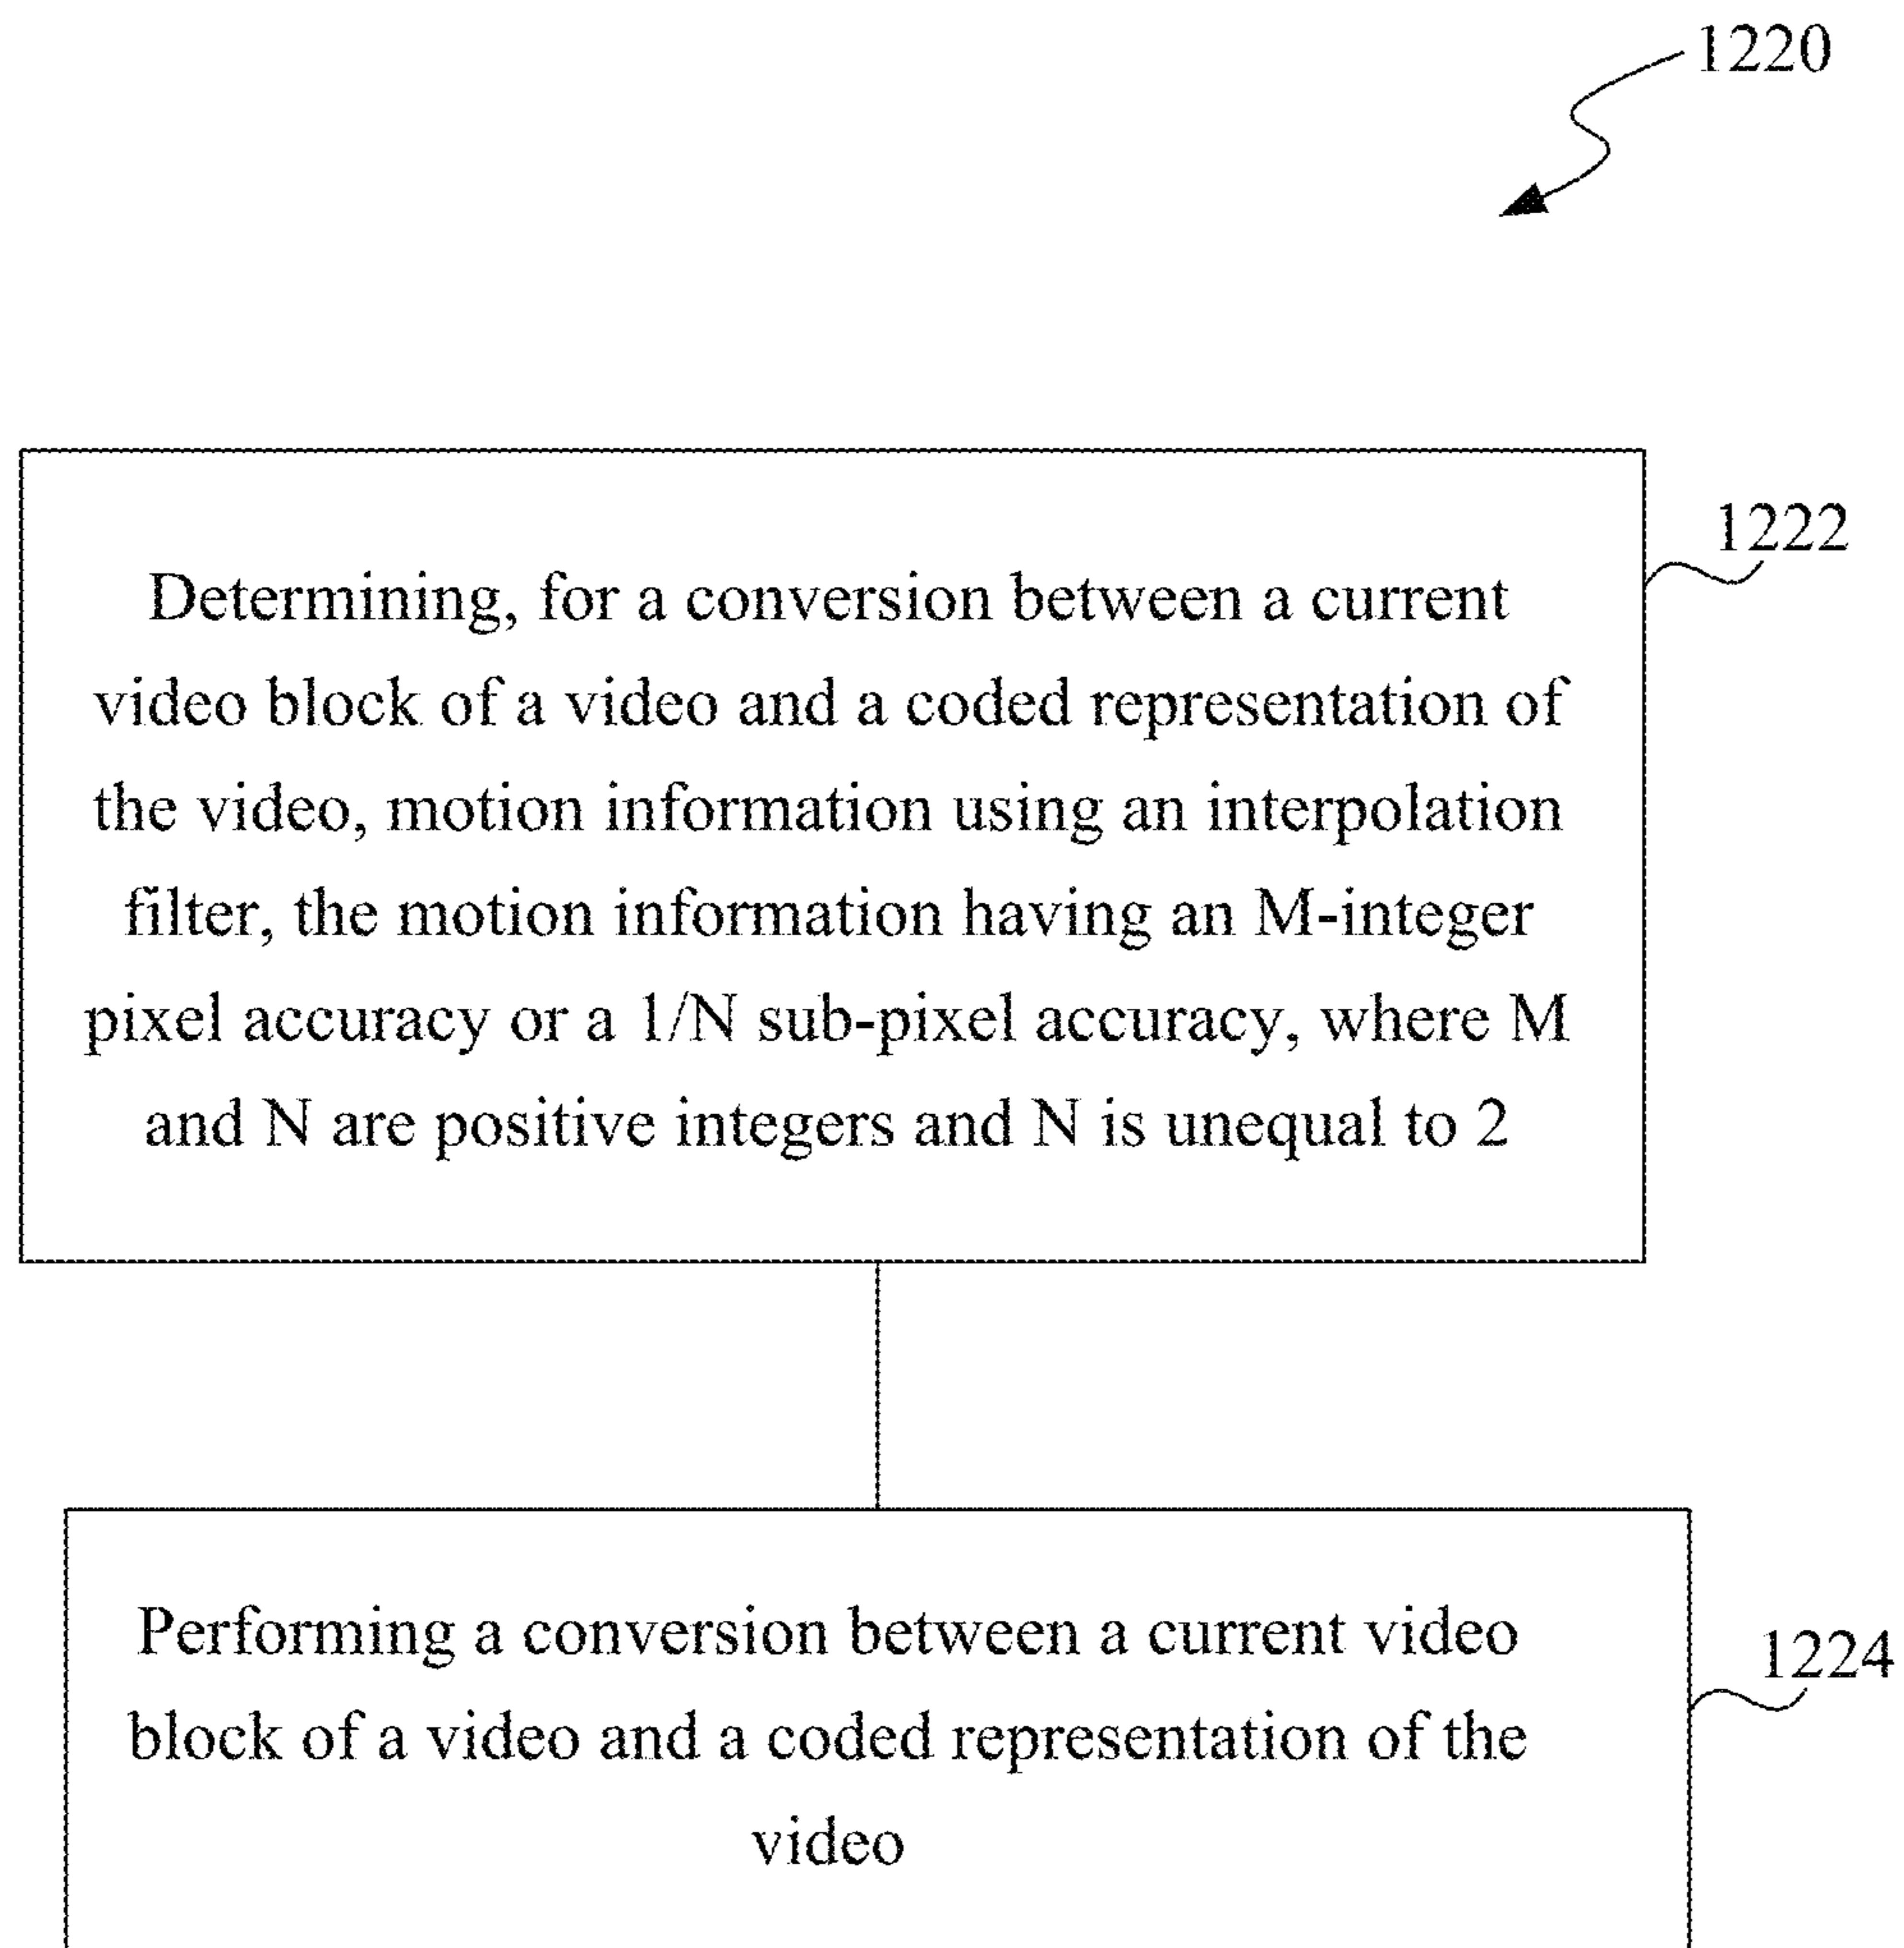 1220
1222
Determining, for a conversion between a current
video block of a video and a coded representation of
the video, motion information using an interpolation
filter, the motion information having an M-integer
pixel accuracy or a 1/N sub-pixel accuracy, where M
and N are positive integers and N is unequal to 2
Performing a conversion between a current video
1224
block of a video and a coded representation of the
video